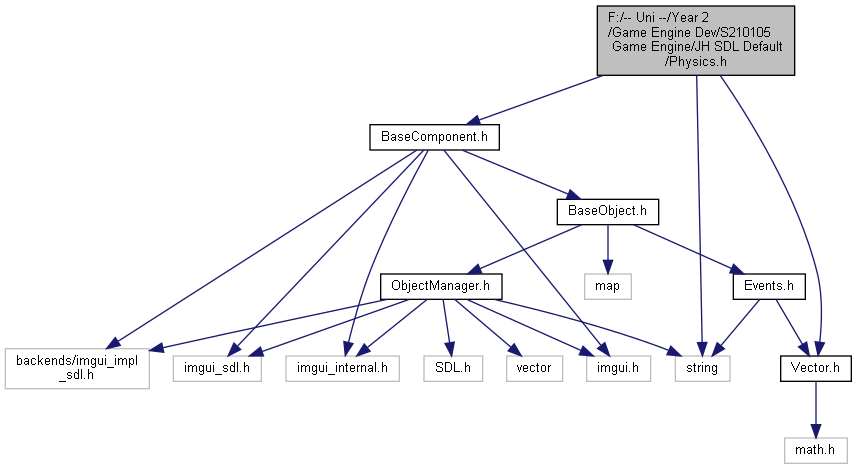 F:/-- Uni --/Year 2
/Game Engine Dev/S210105
Game Engine/JH SDL Default
/Physics.h
BaseComponent.h
BaseObject.h
ObjectManager.h
map
Events.h
backends/imgui_impl
_sdl.h
imgui_sdl.h
imgui_internal.h
SDL.h
vector
imgui.h
string
Vector.h
math.h